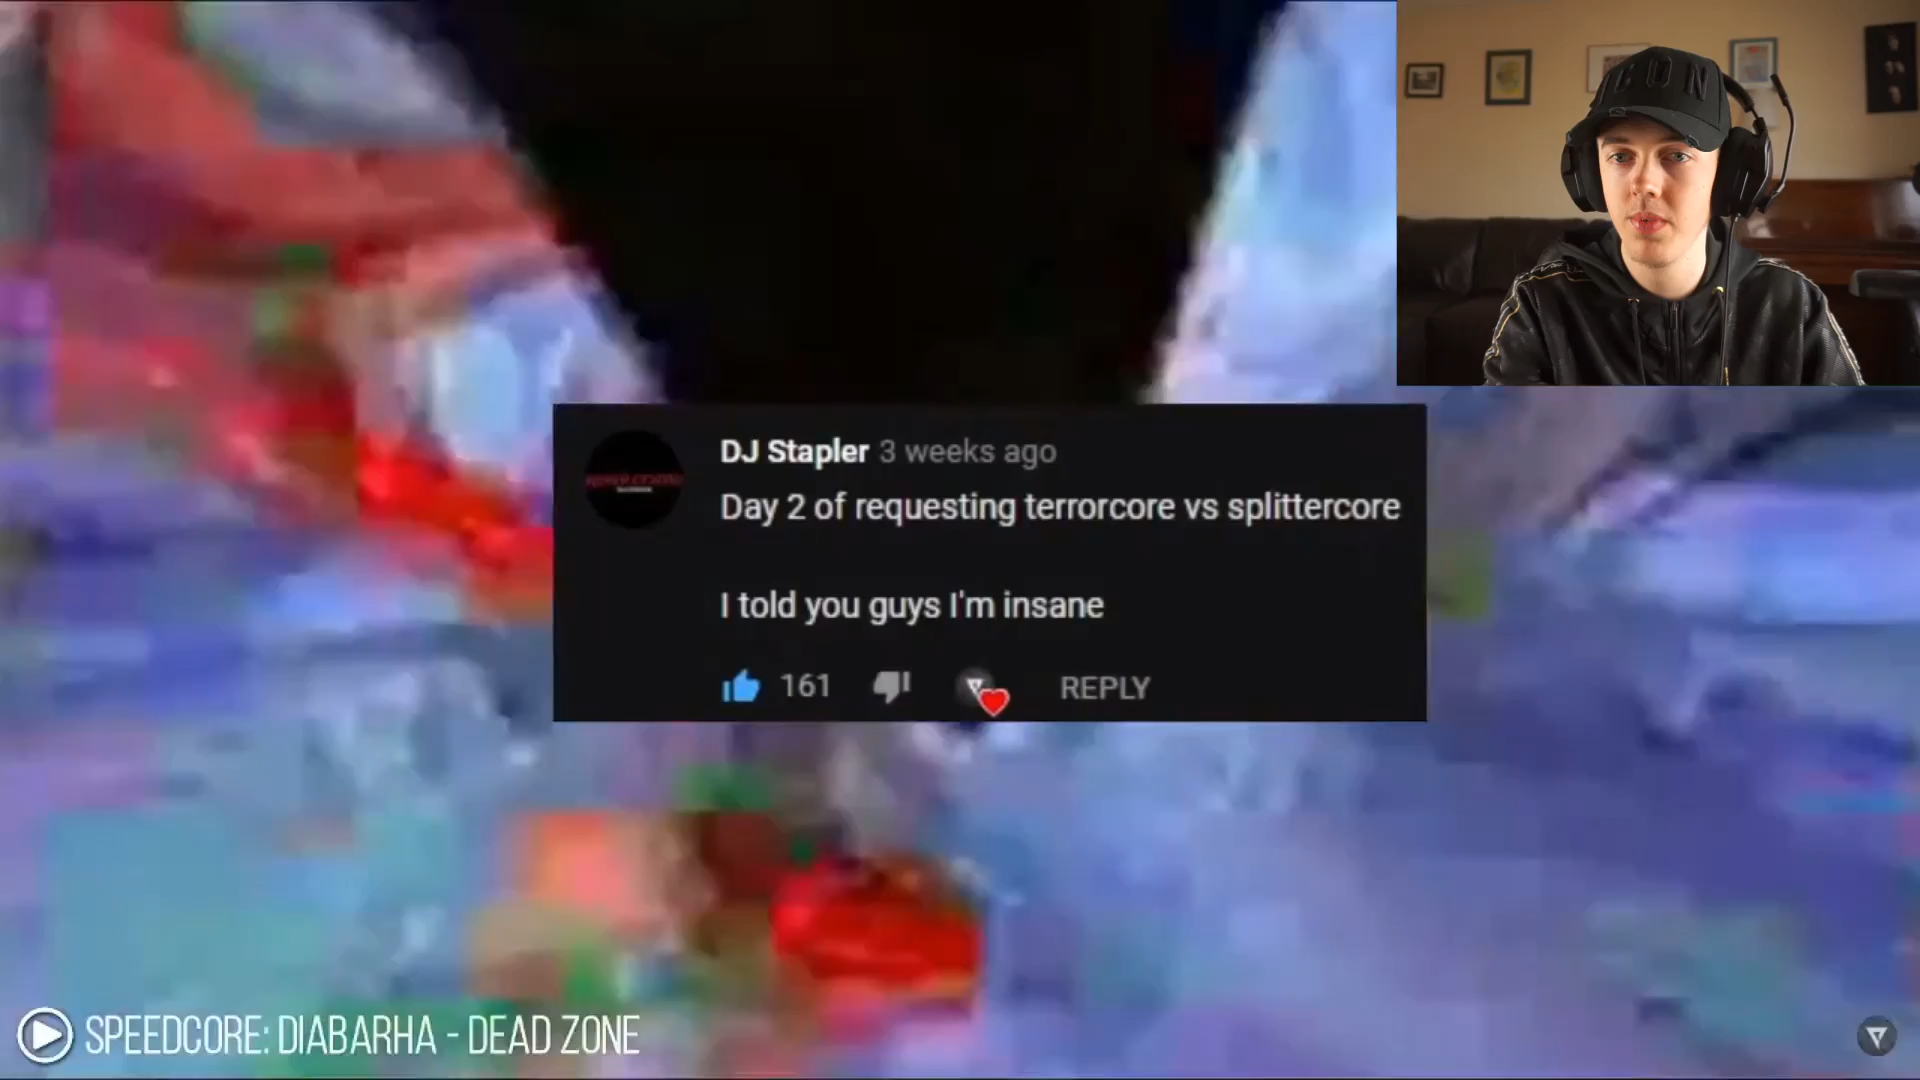 DJ Stapler 3 weeks ago
Day 2 of requesting terrorcore vs splittercore
I told you guys I'm insane
161
REPLY
SPEEDCORE: DIABARHA - DEAD ZONE